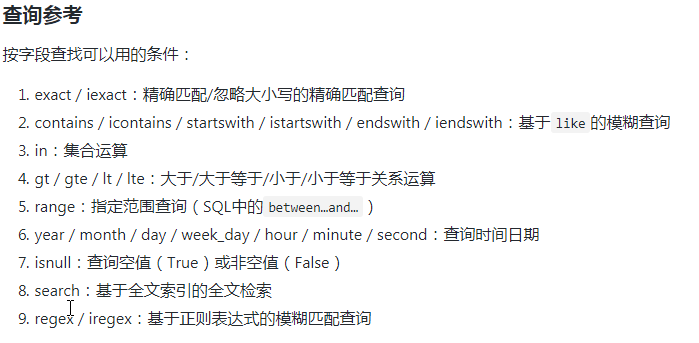 查询参考
按字段查找可以用的条件：
1. exact / iexact：精确匹配/忽略大小写的精确匹配查询
2. contains / icontains / startswith / istartswith / endswith / iendswith：基于 like 的模糊查询
3. in：集合运算
4. gt / gte / lt / lte：大于/大于等于/小于/小于等于关系运算
5. range：指定范围查询（SQL中的 between…and… ）
6. year / month / day / week_day / hour / minute / second：查询时间日期
7. isnull：查询空值（True）或非空值（False）
8. search：基于全文索引的全文检索
9. regex / iregex：基于正则表达式的模糊匹配查询